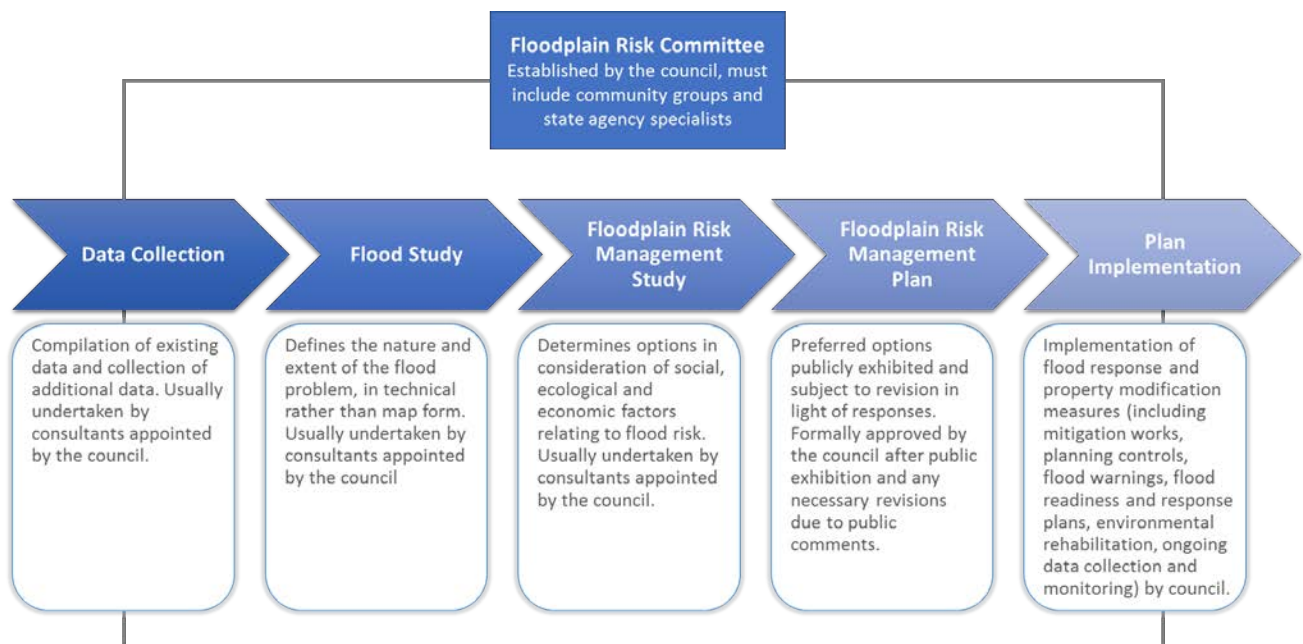 Floodplain Risk Committee
Established by the council, must
include community groups and
state agency specialists
Data Collection
Flood Study
Floodplain Risk
Management
Study
Floodplain Risk
Management
Plan
Plan
Implementation
Compilation of existing
data and collection of
additional data. Usually
undertaken by
consultants appointed
by the council.
Defines the nature and
extent of the flood
problem, in technical
rather than map form.
Usually undertaken by
consultants appointed
by the council
Determines options in
consideration of social,
ecological and
economic factors
relating to flood risk.
Usually undertaken by
consultants appointed
by the council.
Preferred options
publicly exhibited and
subject to revision in
light of responses.
Formally approved by
the council after public
exhibition and any
necessary revisions
due to public
comments.
Implementation of
flood response and
property modification
measures (including
mitigation works,
planning controls,
flood warnings, flood
readiness and response
plans, environmental
rehabilitation, ongoing
data collection and
monitoring) by council.